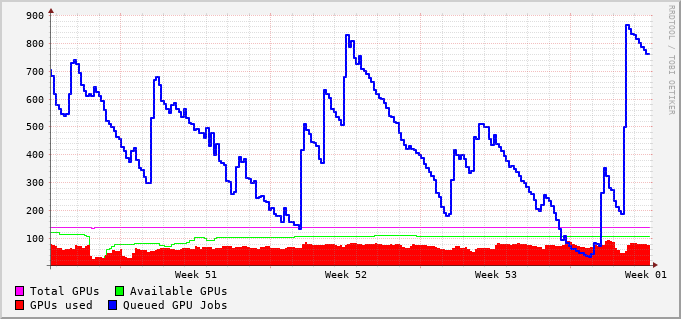 900
800
700
600
500
400
300
200
100
Week 51 Week 52 Week 53 Week 01
Total GPUs Available GPUs
GPUs used Queued GPU Jobs
RRDTOOL / TOBI OETIKER